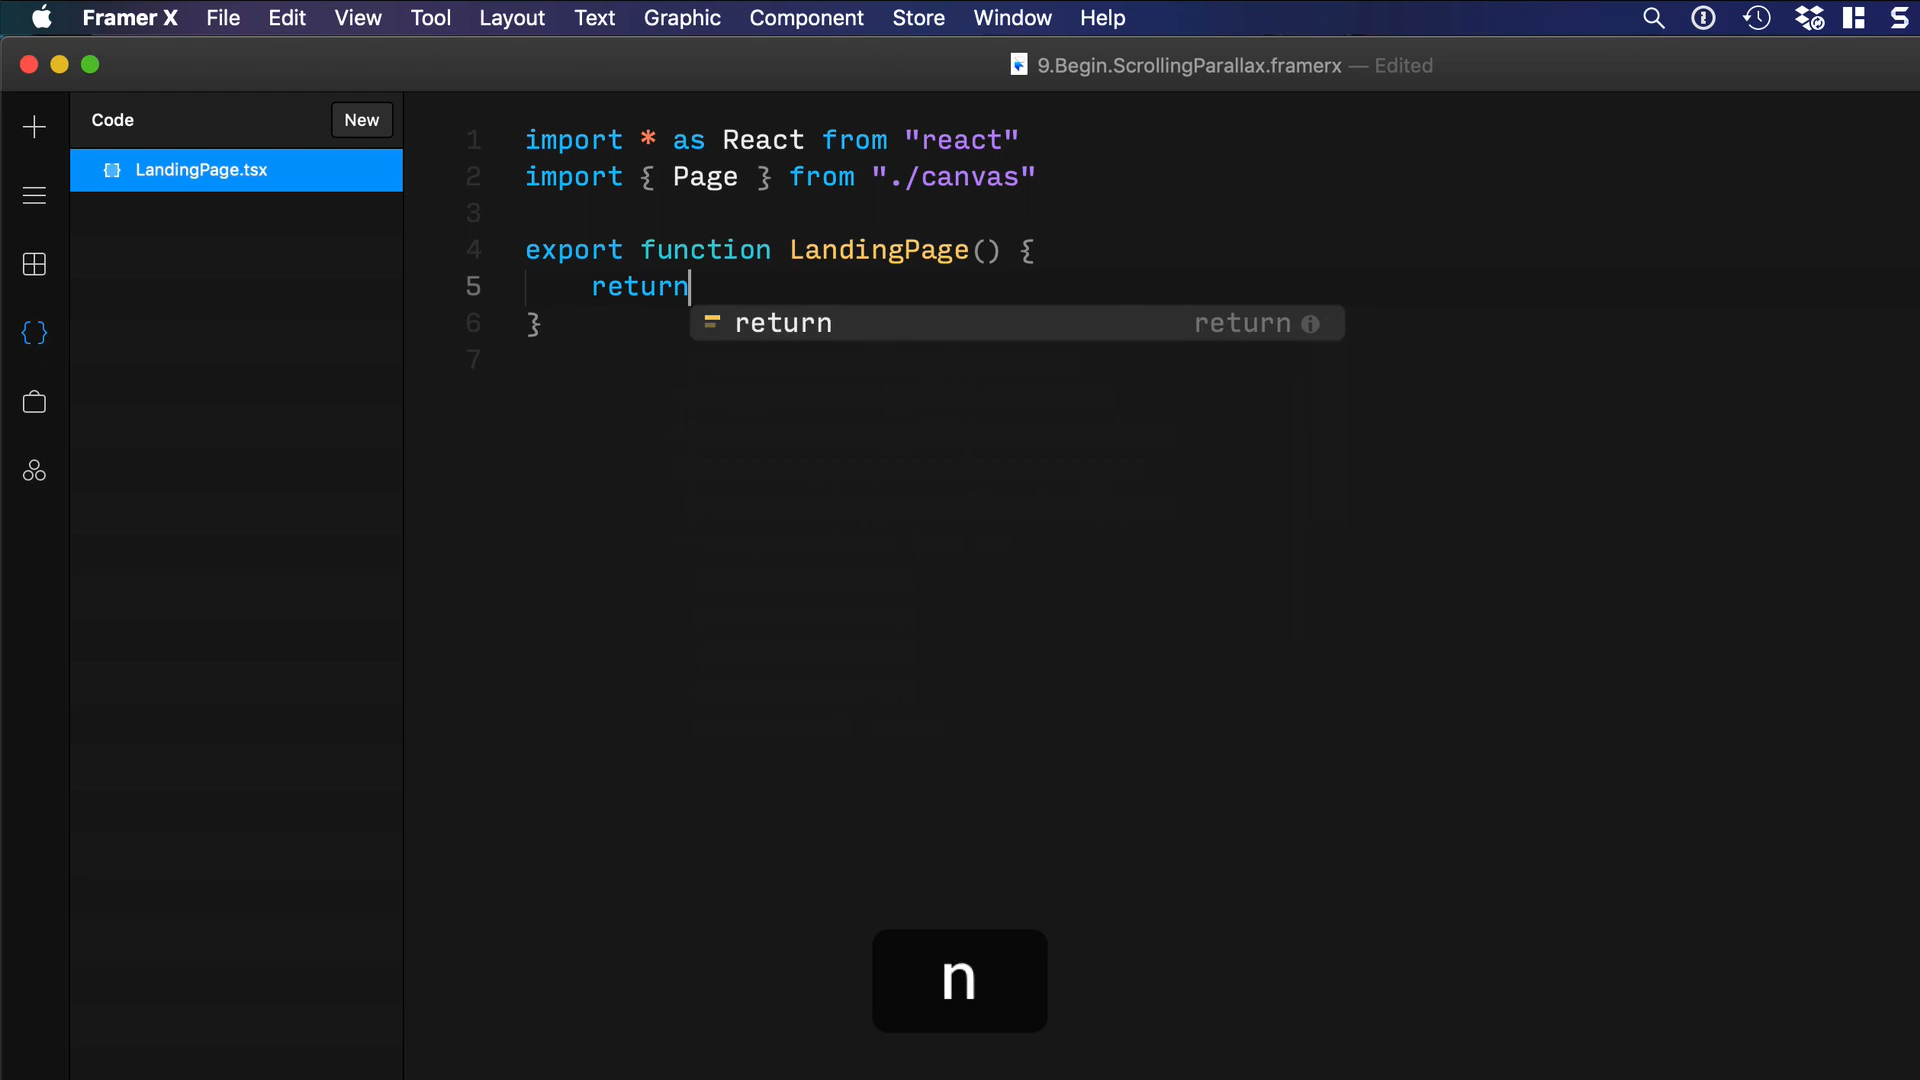 Framer X File Edit View Tool Layout Text Graphic Component Store Window Help
9.Begin.ScrollingParallax.framerx — Edited
Code New
LandingPage.tsx
1 import * as React from "react"
2 import { Page } from "./canvas"
3
4 export function LandingPage() {
5 return
6 }
return return
7
n